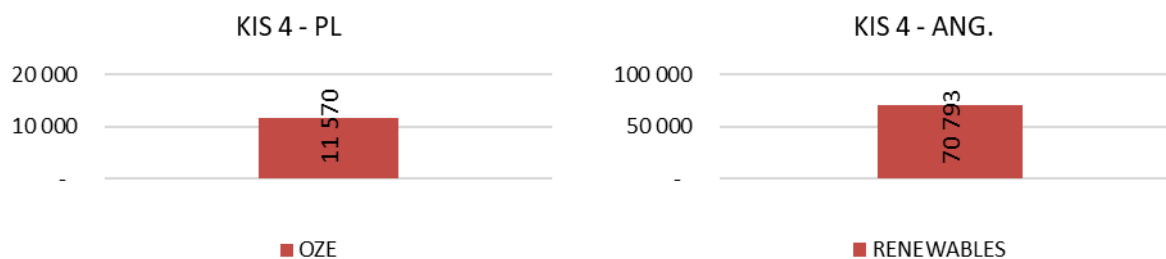 KIS 4 - PL
20 000
10 000
-
11 570
OZE
KIS 4 - ANG.
100 000
50 000
-
70 793
RENEWABLES